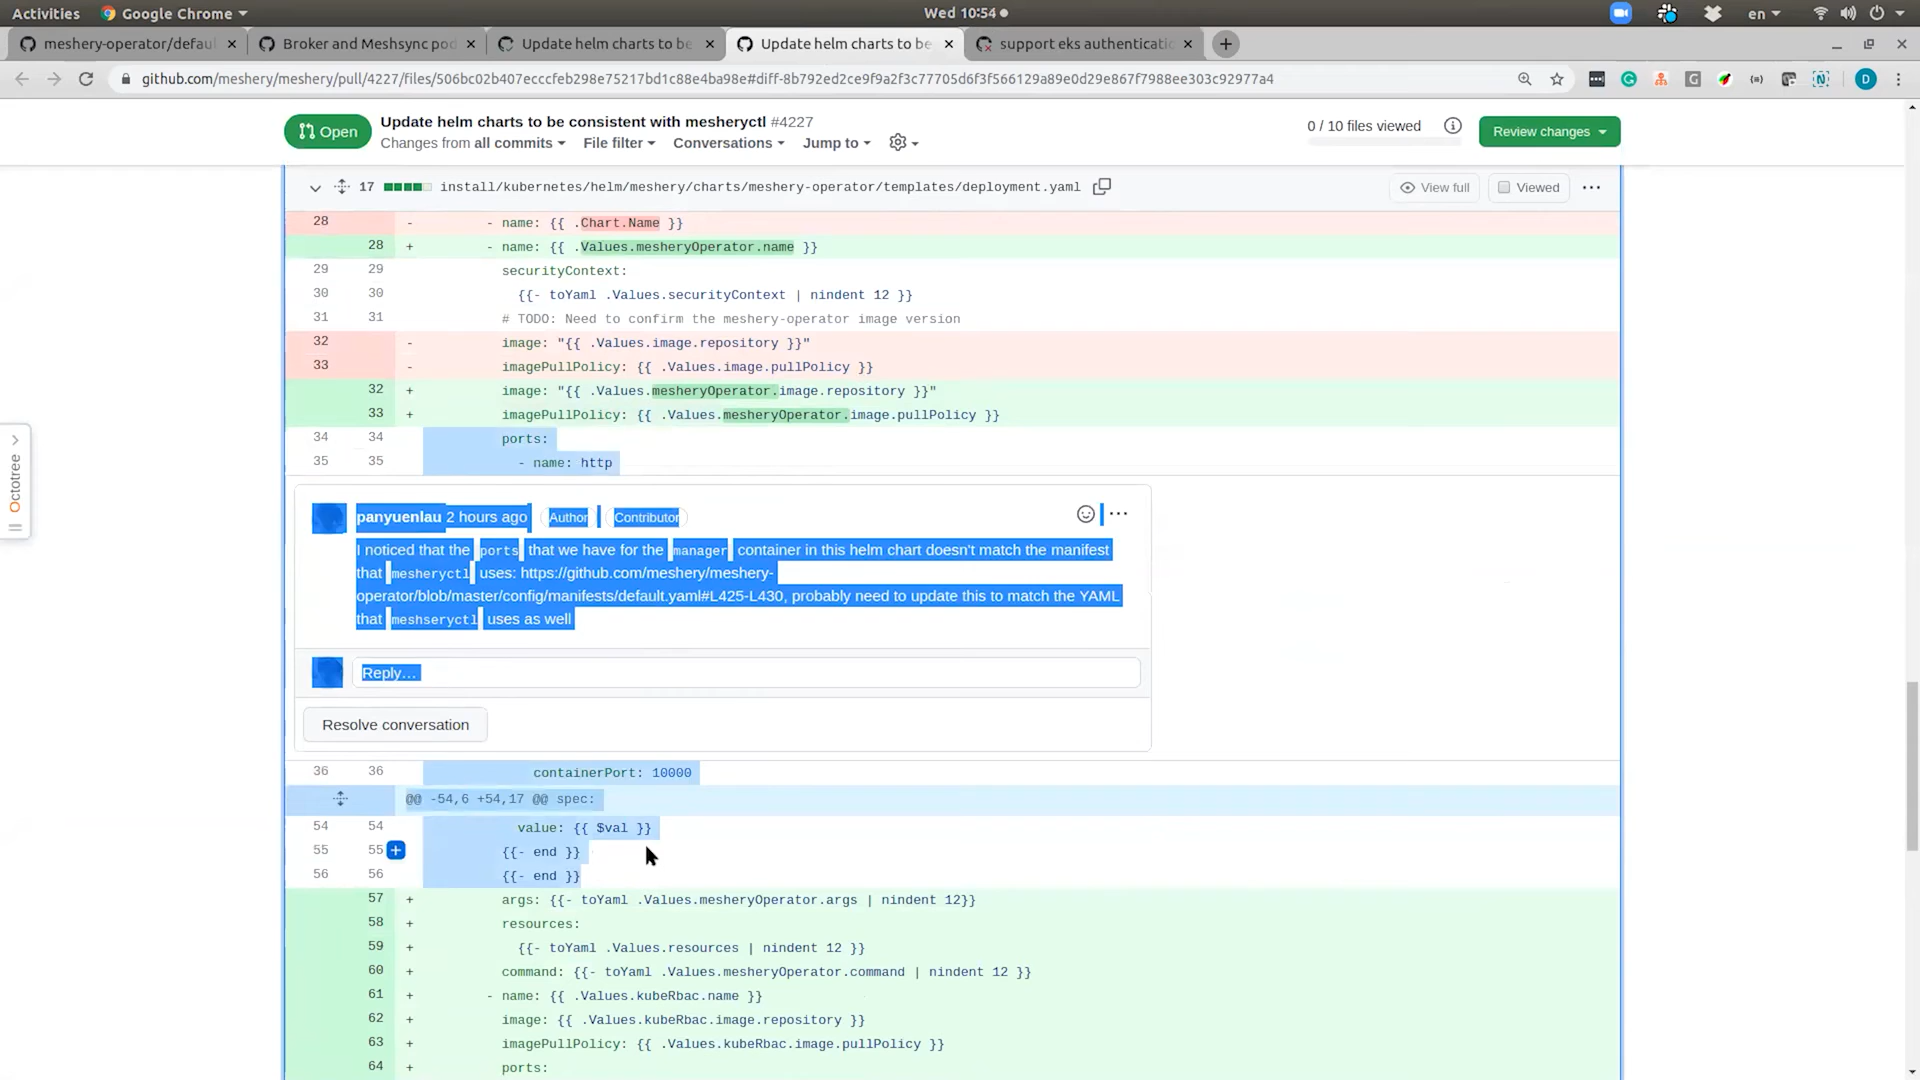 Activities Google Chrome Wed 10:54 en
meshery-operator/defau Broker and Meshsync pod Update helm charts to be Update helm charts to be support eks authenticatic
github.com/meshery/meshery/pull/4227/files/506bc02b407ecccfeb298e75217bd1c88e4ba98e#diff-8b792ed2ce9f9a2f3c77705d6f3f566129a89e0d29e867f7988ee303c92977a4
Open Update helm charts to be consistent with mesheryctl #4227
Changes from all commits File filter Conversations Jump to
0 / 10 files viewed Review changes
17 install/kubernetes/helm/meshery/charts/meshery-operator/templates/deployment.yaml View full Viewed
28 - - name: {{ .Chart.Name }}
28 + - name: {{ .Values.mesheryOperator.name }}
29 29 securityContext:
30 30 {{- toYaml .Values.securityContext | nindent 12 }}
31 31 # TODO: Need to confirm the meshery-operator image version
32 - image: "{{ .Values.image.repository }}"
33 - imagePullPolicy: {{ .Values.image.pullPolicy }}
32 + image: "{{ .Values.mesheryOperator.image.repository }}"
33 + imagePullPolicy: {{ .Values.mesheryOperator.image.pullPolicy }}
34 34 ports:
35 35 - name: http
Octotree
panyuenlau 2 hours ago Author Contributor
I noticed that the ports that we have for the manager container in this helm chart doesn't match the manifest
that mesheryctl uses: https://github.com/meshery/meshery-
operator/blob/master/config/manifests/default.yaml#L425-L430, probably need to update this to match the YAML
that meshseryctl uses as well
Reply…
Resolve conversation
36 36 containerPort: 10000
@@ -54,6 +54,17 @@ spec:
54 54 value: {{ $val }}
55 55 {{- end }}
56 56 {{- end }}
57 + args: {{- toYaml .Values.mesheryOperator.args | nindent 12}}
58 + resources:
59 + {{- toYaml .Values.resources | nindent 12 }}
60 + command: {{- toYaml .Values.mesheryOperator.command | nindent 12 }}
61 + - name: {{ .Values.kubeRbac.name }}
62 + image: {{ .Values.kubeRbac.image.repository }}
63 + imagePullPolicy: {{ .Values.kubeRbac.image.pullPolicy }}
64 + ports: